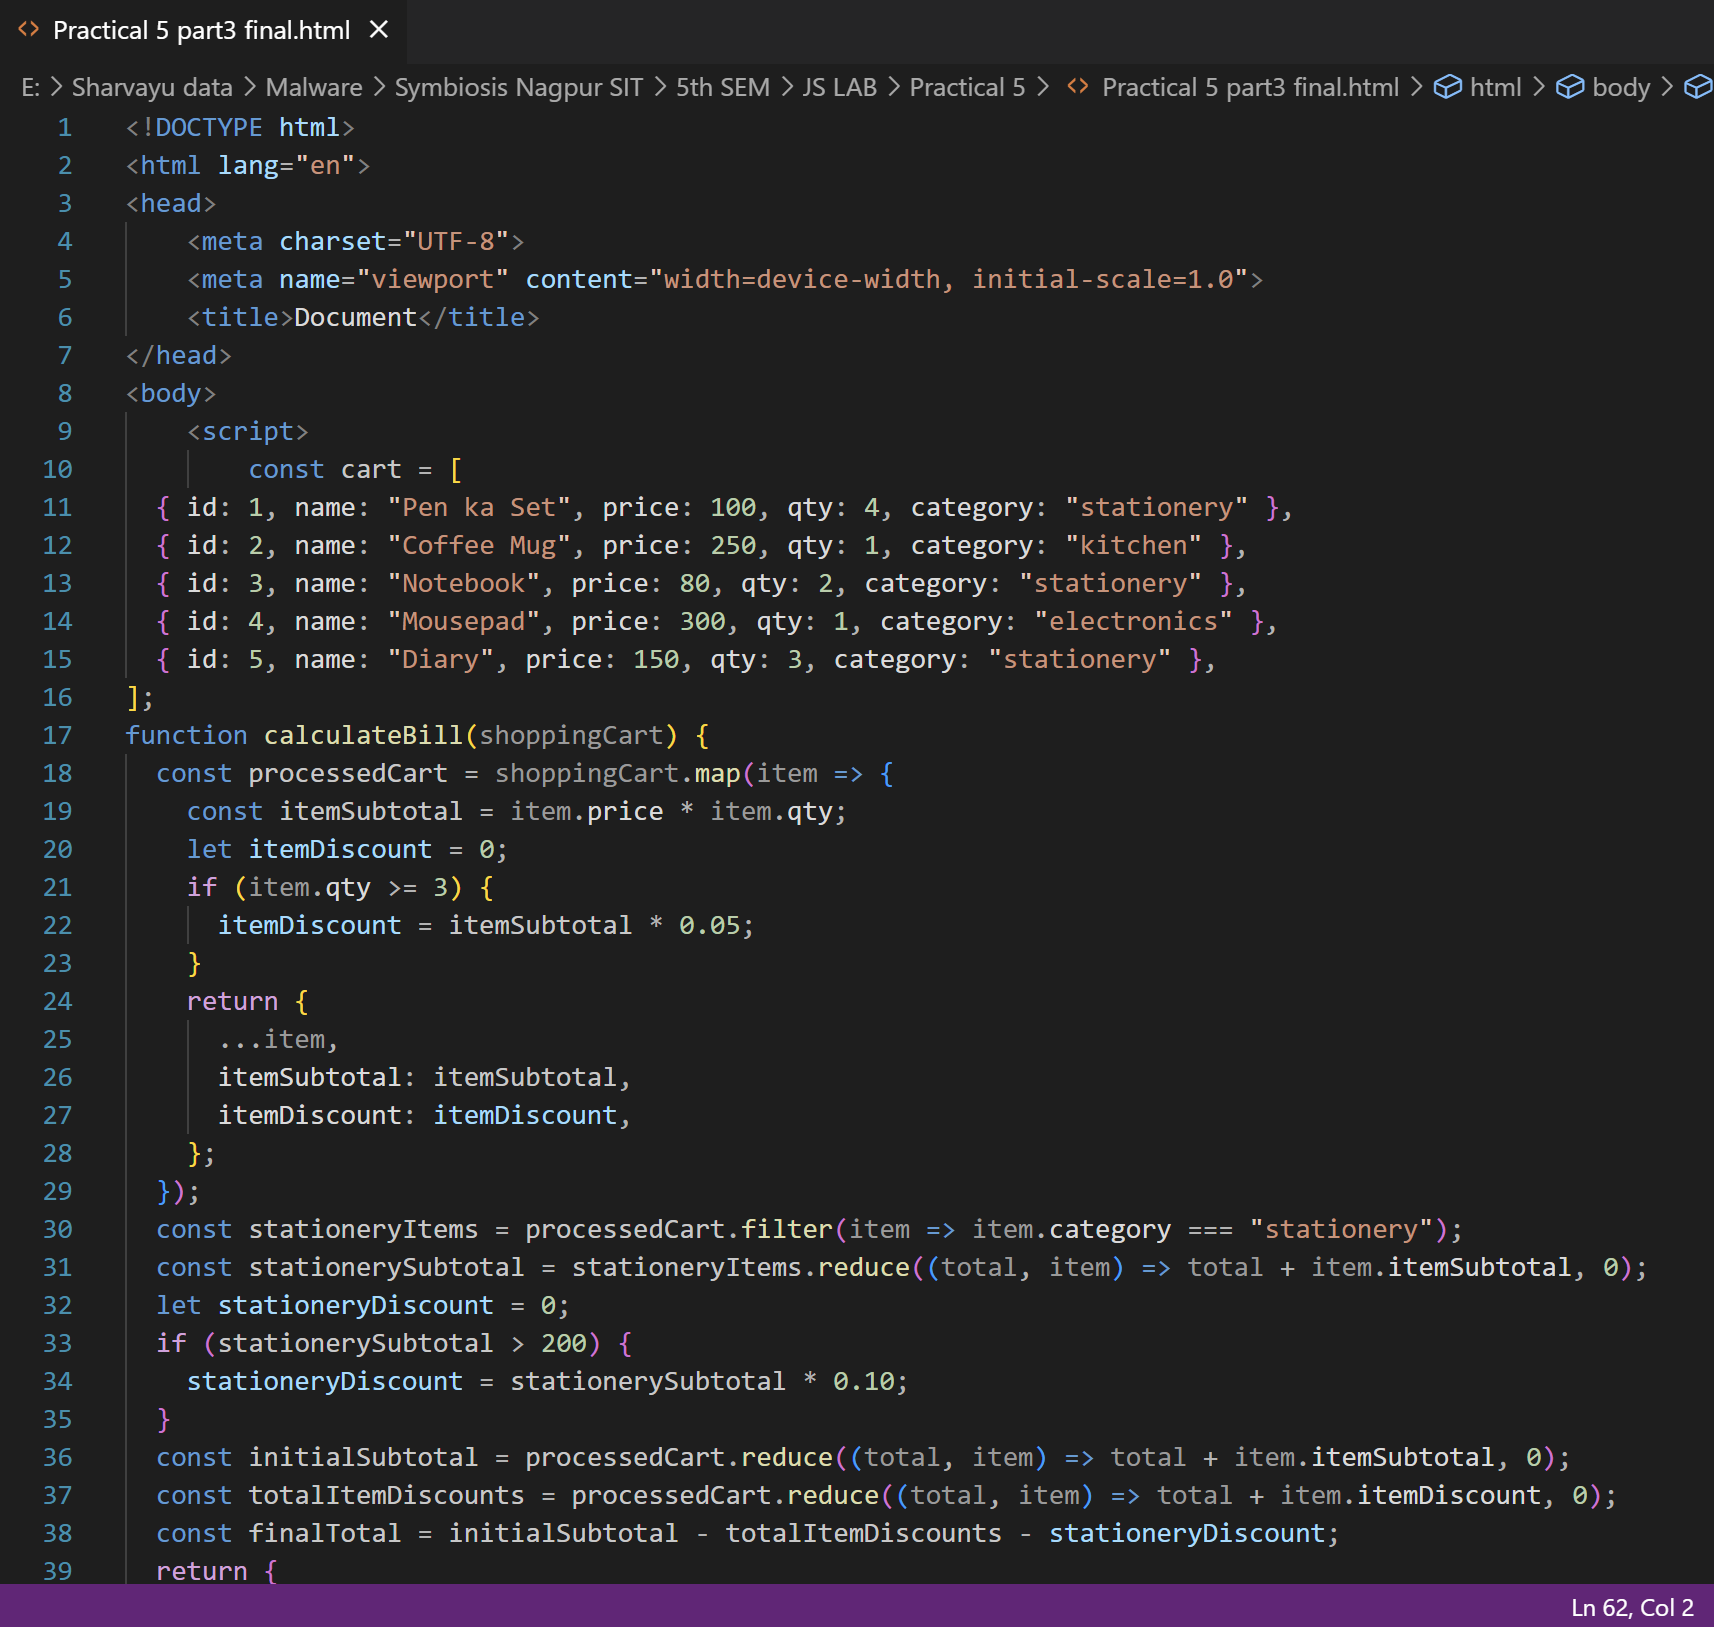 Practical 5 part3 final.html
E: > Sharvayu data > Malware > Symbiosis Nagpur SIT > 5th SEM > JS LAB > Practical 5 > <> Practical 5 part3 final.html > html > body >
1 <!DOCTYPE html>
2 <html lang="en">
3 <head>
4     <meta charset="UTF-8">
5     <meta name="viewport" content="width=device-width, initial-scale=1.0">
6     <title>Document</title>
7 </head>
8 <body>
9     <script>
10         const cart = [
11   { id: 1, name: "Pen ka Set", price: 100, qty: 4, category: "stationery" },
12   { id: 2, name: "Coffee Mug", price: 250, qty: 1, category: "kitchen" },
13   { id: 3, name: "Notebook", price: 80, qty: 2, category: "stationery" },
14   { id: 4, name: "Mousepad", price: 300, qty: 1, category: "electronics" },
15   { id: 5, name: "Diary", price: 150, qty: 3, category: "stationery" },
16 ];
17 function calculateBill(shoppingCart) {
18   const processedCart = shoppingCart.map(item => {
19     const itemSubtotal = item.price * item.qty;
20     let itemDiscount = 0;
21     if (item.qty >= 3) {
22       itemDiscount = itemSubtotal * 0.05;
23     }
24     return {
25       ...item,
26       itemSubtotal: itemSubtotal,
27       itemDiscount: itemDiscount,
28     };
29   });
30   const stationeryItems = processedCart.filter(item => item.category === "stationery");
31   const stationerySubtotal = stationeryItems.reduce((total, item) => total + item.itemSubtotal, 0);
32   let stationeryDiscount = 0;
33   if (stationerySubtotal > 200) {
34     stationeryDiscount = stationerySubtotal * 0.10;
35   }
36   const initialSubtotal = processedCart.reduce((total, item) => total + item.itemSubtotal, 0);
37   const totalItemDiscounts = processedCart.reduce((total, item) => total + item.itemDiscount, 0);
38   const finalTotal = initialSubtotal - totalItemDiscounts - stationeryDiscount;
39   return {
Ln 62, Col 2